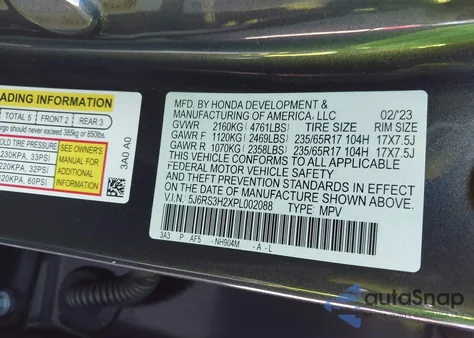 ADING INFORMATION
TOTAL 5 FRONT 2 REAR 3
rgo should never exceed 385kg or 850lbs.
LD TIRE PRESSURE
230KPA, 33PSI
220KPA, 32PSI
420KPA, 60PSI
SEE OWNER'S
MANUAL FOR
ADDITIONAL
INFORMATION
3A0 A0
MFD. BY HONDA DEVELOPMENT &
MANUFACTURING OF AMERICA, LLC 02/'23
GVWR 2160KG (4761LBS) TIRE SIZE RIM SIZE
GAWR F 1120KG (2469LBS) 235/65R17 104H 17X7.5J
GAWR R 1070KG (2358LBS) 235/65R17 104H 17X7.5J
THIS VEHICLE CONFORMS TO ALL APPLICABLE
FEDERAL MOTOR VEHICLE SAFETY
AND THEFT PREVENTION STANDARDS IN EFFECT
ON THE DATE OF MANUFACTURE SHOWN ABOVE.
V.I.N.: 5J6RS3H2XPL002088 TYPE: MPV
3A3 P AF5 -NH904M -A -L
autoSnap